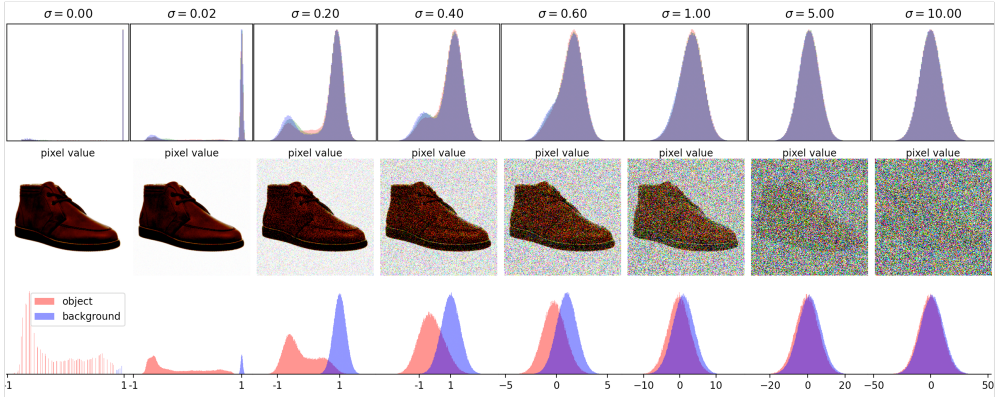 σ = 0.00 σ = 0.02 σ = 0.20 σ = 0.40 σ = 0.60 σ = 1.00 σ = 5.00 σ = 10.00
pixel value pixel value pixel value pixel value pixel value pixel value pixel value pixel value
object
background
-1 1 -1 1 -1 1 -1 1 −5 0 5 −10 0 10 −20 0 20 −50 0 50